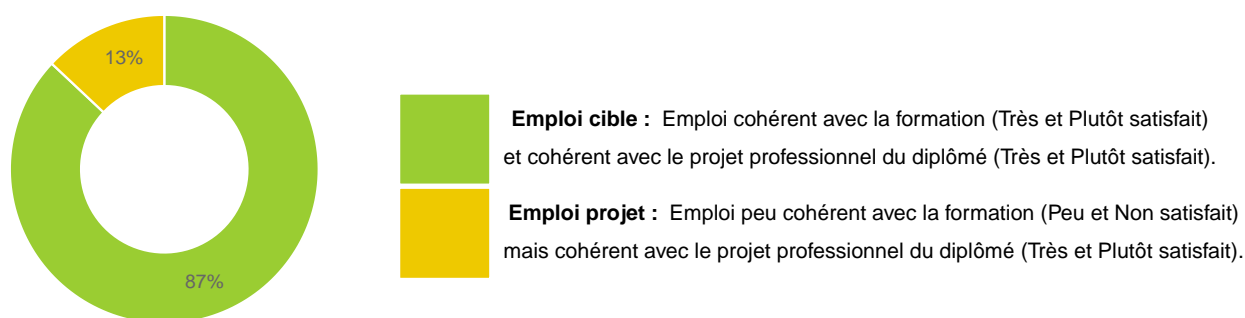 13%
87%
Emploi cible : Emploi cohérent avec la formation (Très et Plutôt satisfait)
et cohérent avec le projet professionnel du diplômé (Très et Plutôt satisfait).
Emploi projet : Emploi peu cohérent avec la formation (Peu et Non satisfait)
mais cohérent avec le projet professionnel du diplômé (Très et Plutôt satisfait).